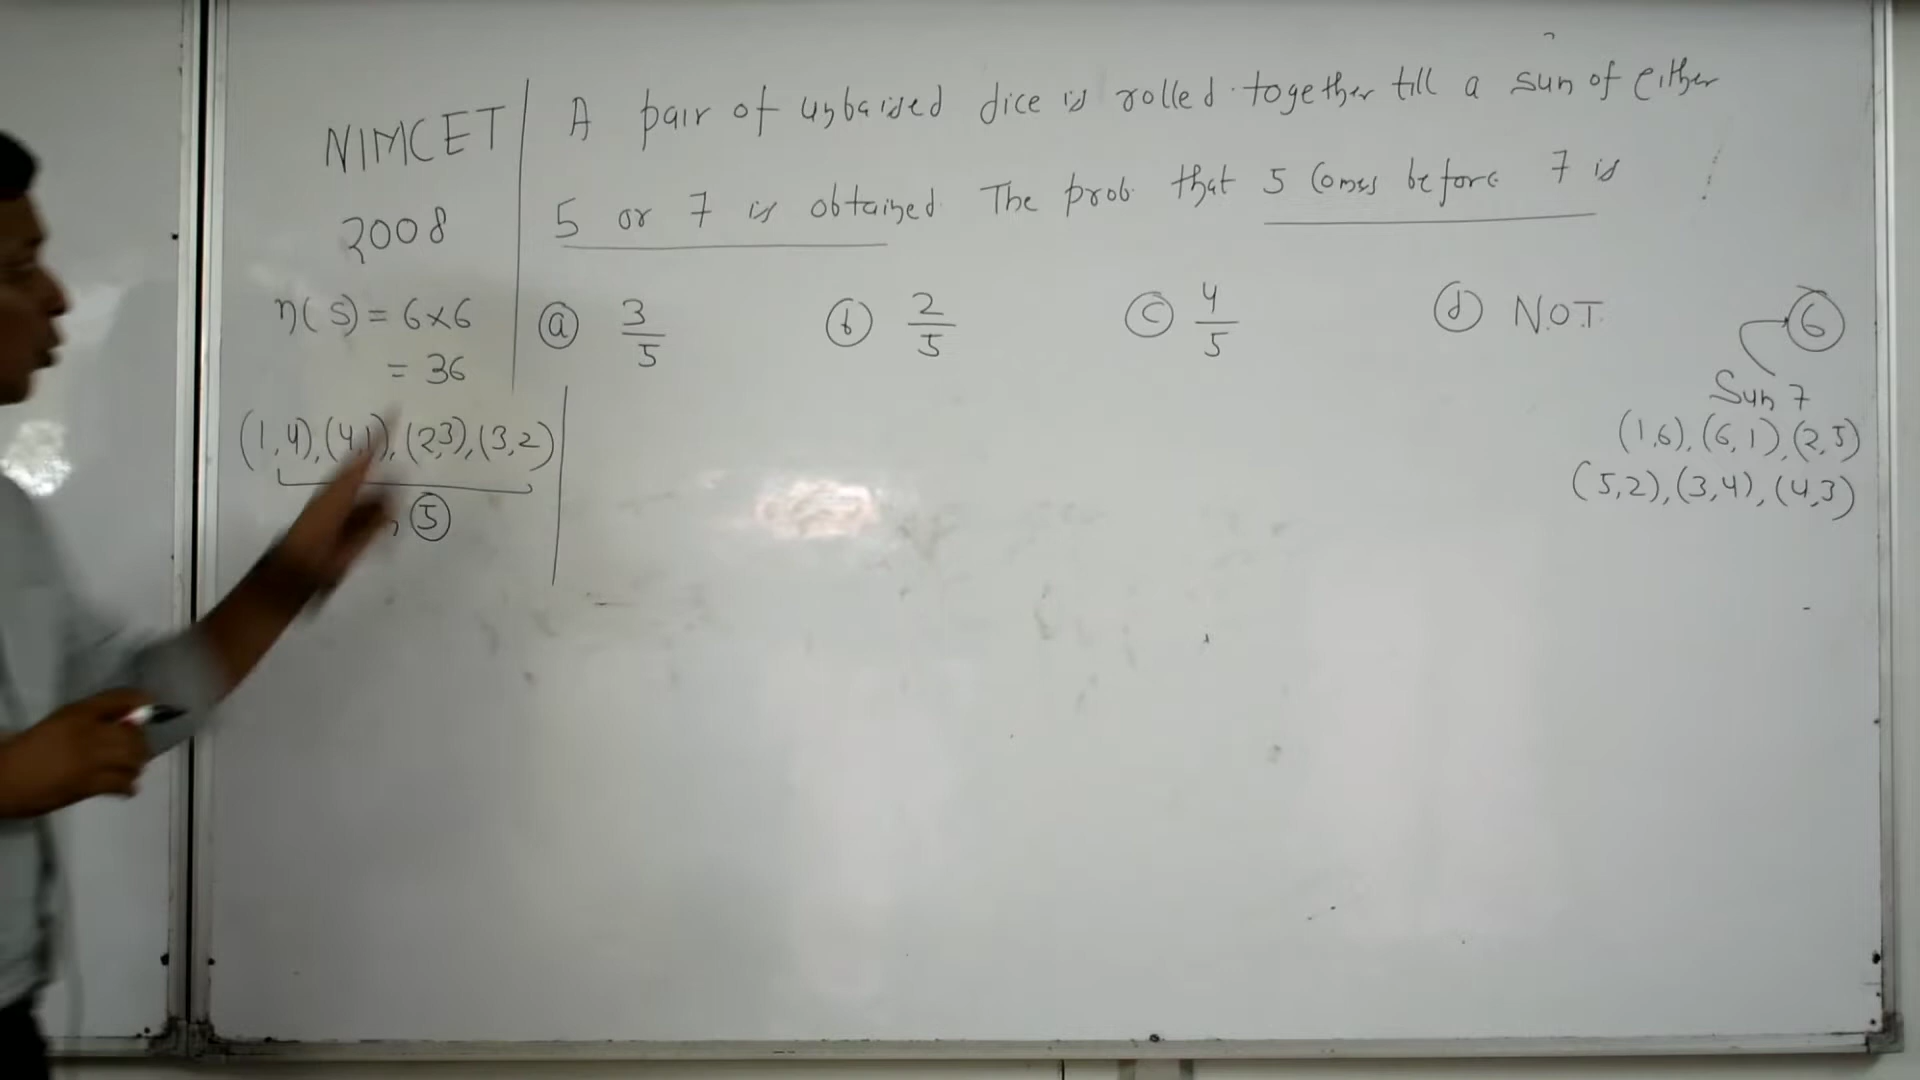 NIMCET
2008
A pair of unbaised dice is rolled together till a sum of either
5 or 7 is obtained The prob. that 5 comes before 7 is
n(S) = 6×6
= 36
(1,4),(4,1),(2,3),(3,2)
5
ⓐ 3/5 ⓑ 2/5 ⓒ 4/5 ⓓ N.O.T.
6
Sum 7
(1,6),(6,1),(2,5)
(5,2),(3,4),(4,3)